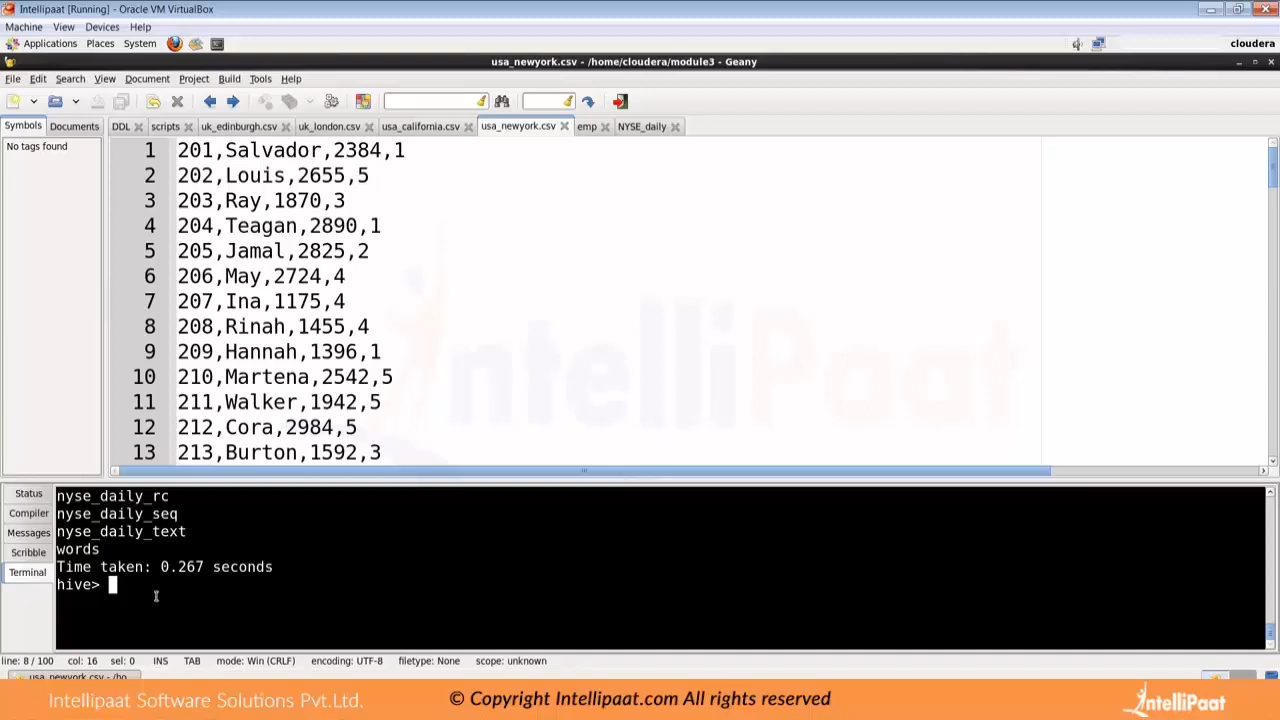 Intellipaat [Running] - Oracle VM VirtualBox
Machine View Devices Help
Applications Places System cloudera
usa_newyork.csv - /home/cloudera/module3 - Geany
File Edit Search View Document Project Build Tools Help
Symbols Documents DDL scripts uk_edinburgh.csv uk_london.csv usa_california.csv usa_newyork.csv emp NYSE_daily
No tags found
1 201,Salvador,2384,1
2 202,Louis,2655,5
3 203,Ray,1870,3
4 204,Teagan,2890,1
5 205,Jamal,2825,2
6 206,May,2724,4
7 207,Ina,1175,4
8 208,Rinah,1455,4
9 209,Hannah,1396,1
10 210,Martena,2542,5
11 211,Walker,1942,5
12 212,Cora,2984,5
13 213,Burton,1592,3
IntelliPaat
Status
Compiler
Messages
Scribble
Terminal
nyse_daily_rc
nyse_daily_seq
nyse_daily_text
words
Time taken: 0.267 seconds
hive>
line: 8 / 100 col: 16 sel: 0 INS TAB mode: Win (CRLF) encoding: UTF-8 filetype: None scope: unknown
usa_newyork.csv - /ho...
Intellipaat Software Solutions Pvt.Ltd. © Copyright Intellipaat.com All rights reserved IntelliPaat